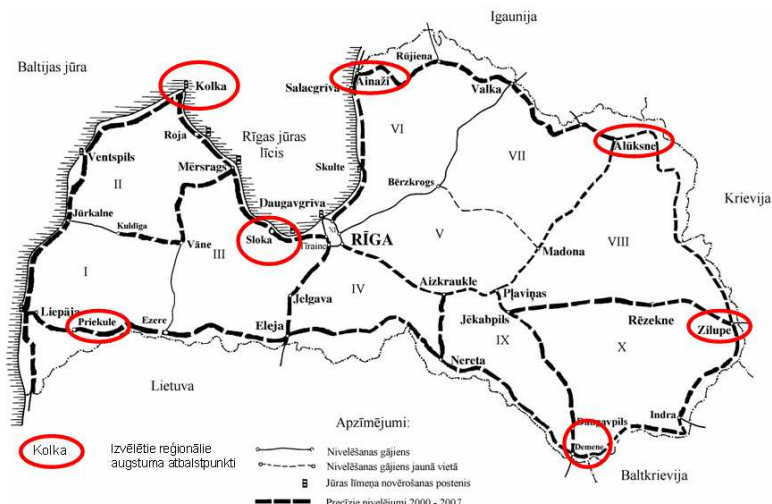 Igaunija
Baltijas jūra
Rūjiena
Kolka
Ainaži
Salacgrīva
Valka
Roja
Rīgas jūras
līcis
VI
Alūksne
Ventspils
Mērsrags
Skulte
VII
II
Daugavgrīva
Bērzkrogs
Krievija
Jūrkalne
Kuldīga
Vāne
III
Sloka
RĪGA
V
Madona
VIII
I
IV
Aizkraukle
Pļaviņas
Liepāja
Jelgava
Priekule
Ezere
Eleja
Jēkabpils
Rēzekne
Zilupe
IX
X
Nereta
Lietuva
Daugavpils
Indra
Apzīmējumi:
Demene
Kolka
Izvēlētie reģionālie
augstuma atbalstpunkti
Nivelēšanas gājiens
Nivelēšanas gājiens jaunā vietā
Baltkrievija
Jūras līmeņa novērošanas postenis
Precīzie nivelējumi 2000 - 2007